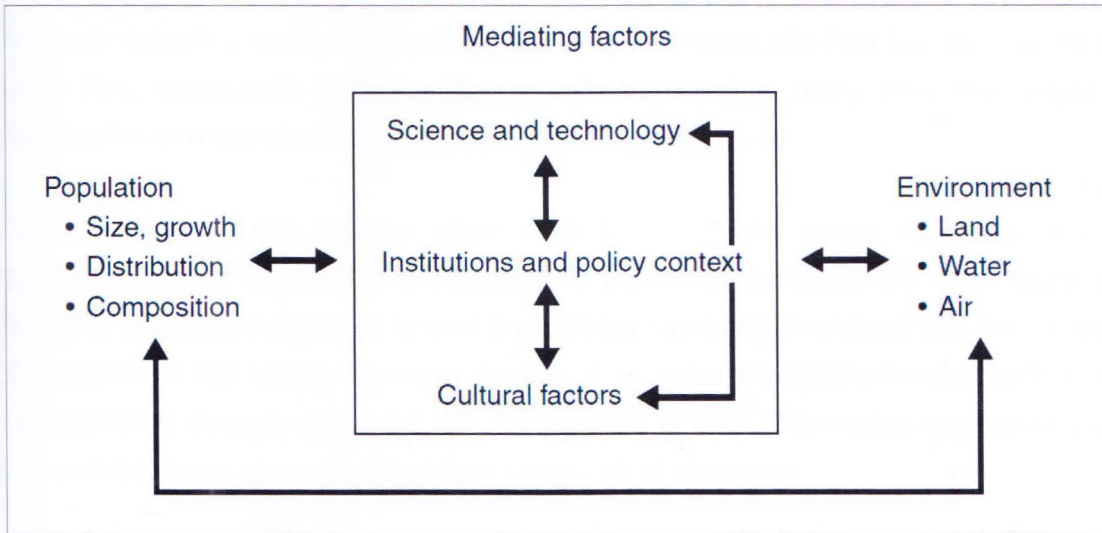 Mediating factors
Science and technology
Population
• Size, growth
• Distribution
• Composition
Institutions and policy context
Cultural factors
Environment
• Land
• Water
• Air